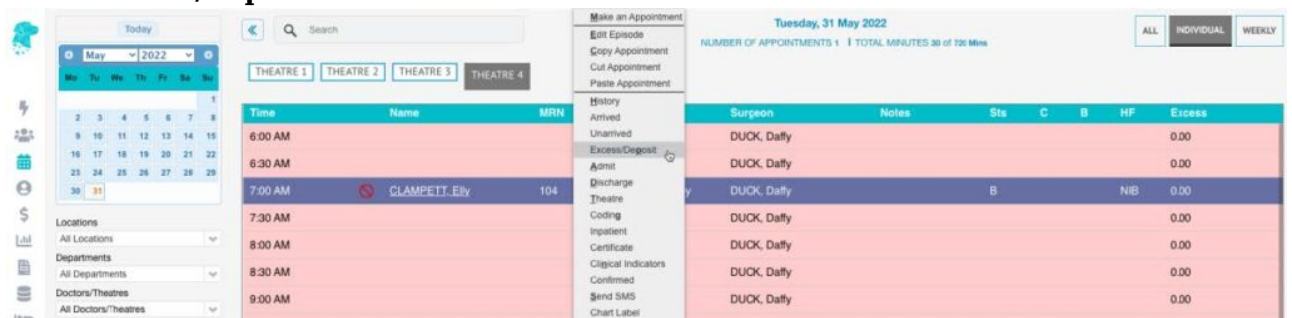 Today
May 2022
Mo Tu We Th Fr Sa Su
1
2 3 4 5 6 7 8
9 10 11 12 13 14 15
16 17 18 19 20 21 22
23 24 25 26 27 28 29
30 31
Locations
All Locations
Departments
All Departments
Doctors/Theatres
All Doctors/Theatres
Search
THEATRE 1 THEATRE 2 THEATRE 3 THEATRE 4
Tuesday, 31 May 2022
NUMBER OF APPOINTMENTS 1 | TOTAL MINUTES 30 of 720 Mins
ALL INDIVIDUAL WEEKLY
Make an Appointment
Edit Episode
Copy Appointment
Cut Appointment
Paste Appointment
History
Arrived
Unarrived
Excess/Deposit
Admit
Discharge
Theatre
Coding
Inpatient
Certificate
Clinical Indicators
Confirmed
Send SMS
Chart Label
Time Name MRN Surgeon Notes Sts C B HF Excess
6:00 AM DUCK, Daffy 0.00
6:30 AM DUCK, Daffy 0.00
7:00 AM CLAMPETT, Elly 104 y DUCK, Daffy B NIB 0.00
7:30 AM DUCK, Daffy 0.00
8:00 AM DUCK, Daffy 0.00
8:30 AM DUCK, Daffy 0.00
9:00 AM DUCK, Daffy 0.00